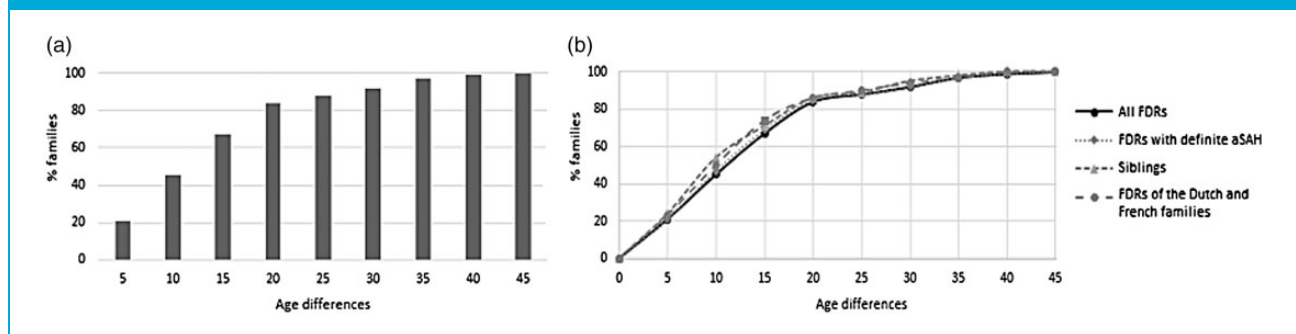 (a)
100
80
60
40
20
0
% families
5 10 15 20 25 30 35 40 45
Age differences
(b)
100
80
60
40
20
0
% families
0 5 10 15 20 25 30 35 40 45
Age differences
All FDRs
FDRs with definite aSAH
Siblings
FDRs of the Dutch and
French families